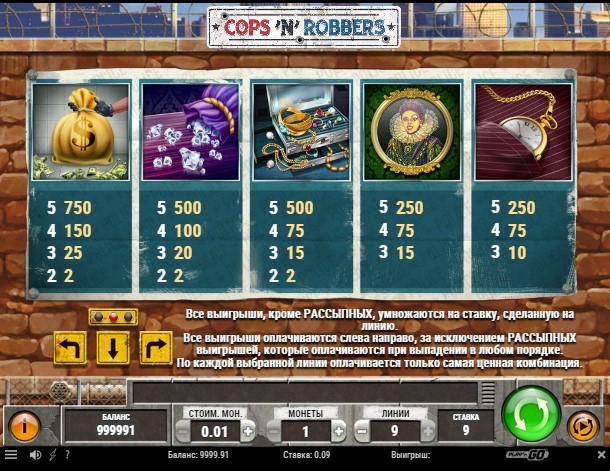 COPS 'N' ROBBERS
5 750
4 150
3 25
2 2
5 500
4 100
3 20
2 2
5 500
4 75
3 15
2 2
5 250
4 75
3 15
5 250
4 75
3 10
Все выигрыши, кроме РАССЫПНЫХ, умножаются на ставку, сделанную на
линию.
Все выигрыши оплачиваются слева направо, за исключением РАССЫПНЫХ
выигрышей, которые оплачиваются при выпадении в любом порядке.
По каждой выбранной линии оплачивается только самая ценная комбинация.
БАЛАНС
999991
СТОИМ. МОН.
− 0.01 +
МОНЕТЫ
− 1 +
ЛИНИИ
− 9 +
СТАВКА
9
? Баланс: 9999.91 Ставка: 0.09 Выигрыш: PLAY'N GO